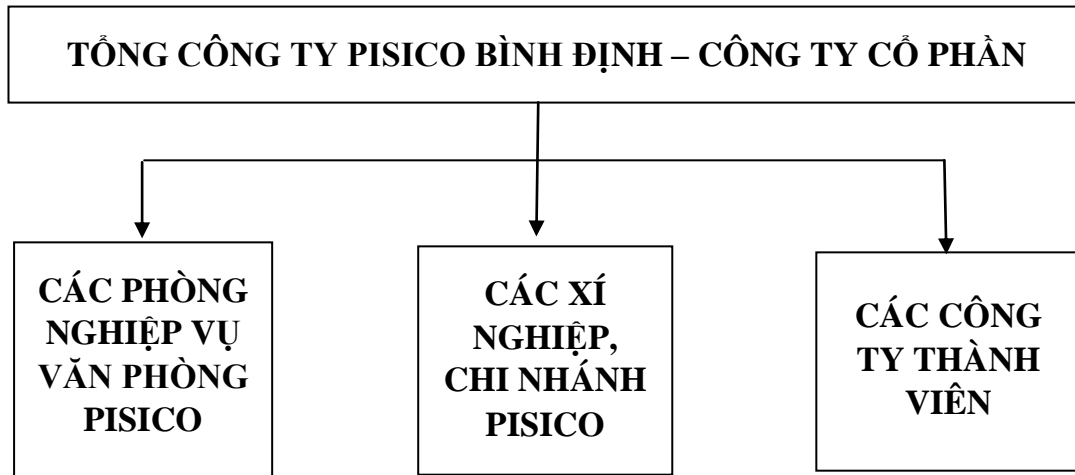 TỔNG CÔNG TY PISICO BÌNH ĐỊNH – CÔNG TY CỔ PHẦN
CÁC PHÒNG
NGHIỆP VỤ
VĂN PHÒNG
PISICO
CÁC XÍ
NGHIỆP,
CHI NHÁNH
PISICO
CÁC CÔNG
TY THÀNH
VIÊN